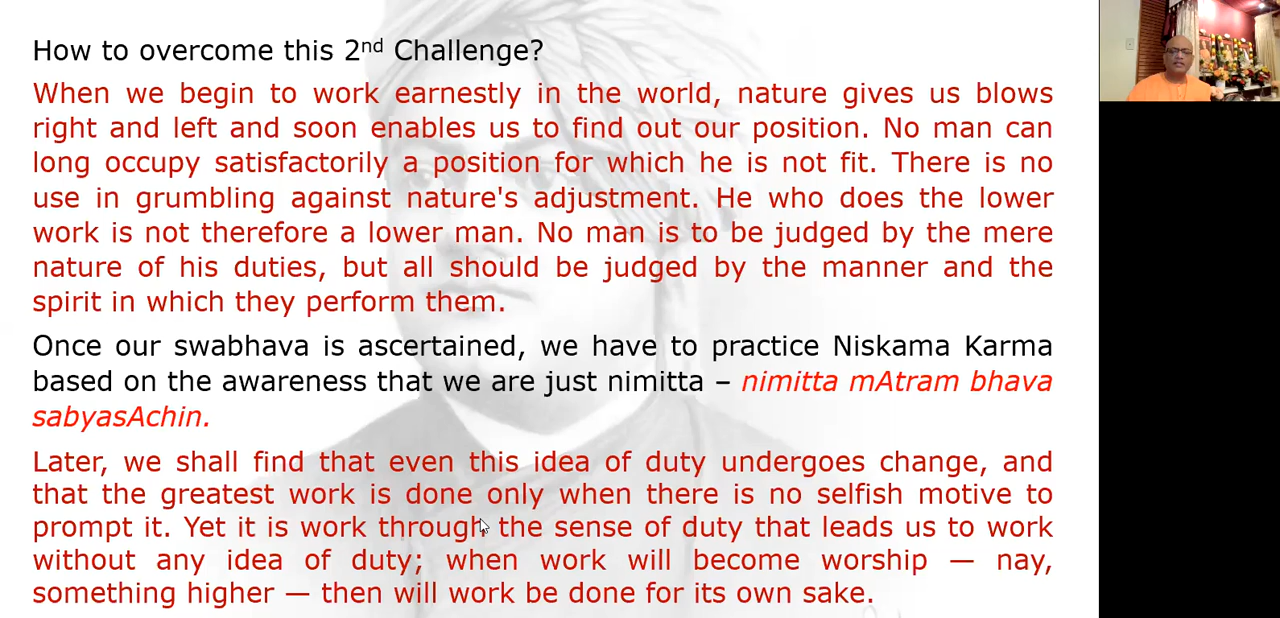 How to overcome this 2nd Challenge?
When we begin to work earnestly in the world, nature gives us blows
right and left and soon enables us to find out our position. No man can
long occupy satisfactorily a position for which he is not fit. There is no
use in grumbling against nature's adjustment. He who does the lower
work is not therefore a lower man. No man is to be judged by the mere
nature of his duties, but all should be judged by the manner and the
spirit in which they perform them.
Once our swabhava is ascertained, we have to practice Niskama Karma
based on the awareness that we are just nimitta – nimitta mAtram bhava
sabyasAchin.
Later, we shall find that even this idea of duty undergoes change, and
that the greatest work is done only when there is no selfish motive to
prompt it. Yet it is work through the sense of duty that leads us to work
without any idea of duty; when work will become worship — nay,
something higher — then will work be done for its own sake.